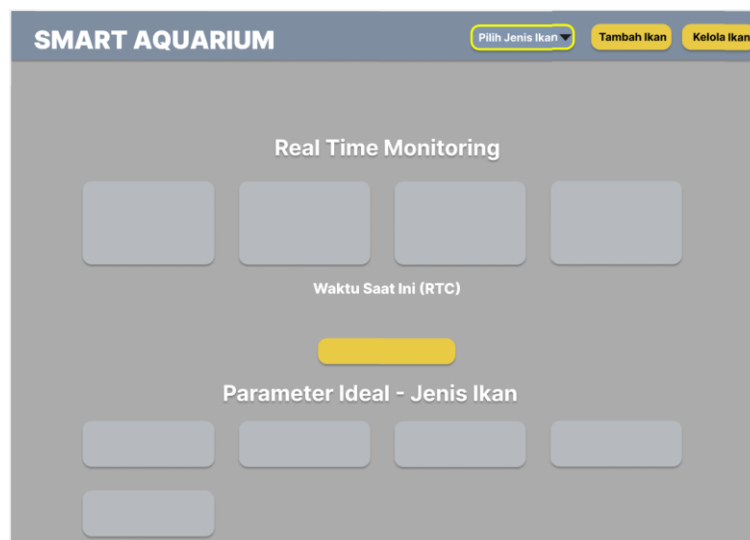 SMART AQUARIUM
Pilih Jenis Ikan
Tambah Ikan
Kelola Ikan
Real Time Monitoring
Waktu Saat Ini (RTC)
Parameter Ideal - Jenis Ikan